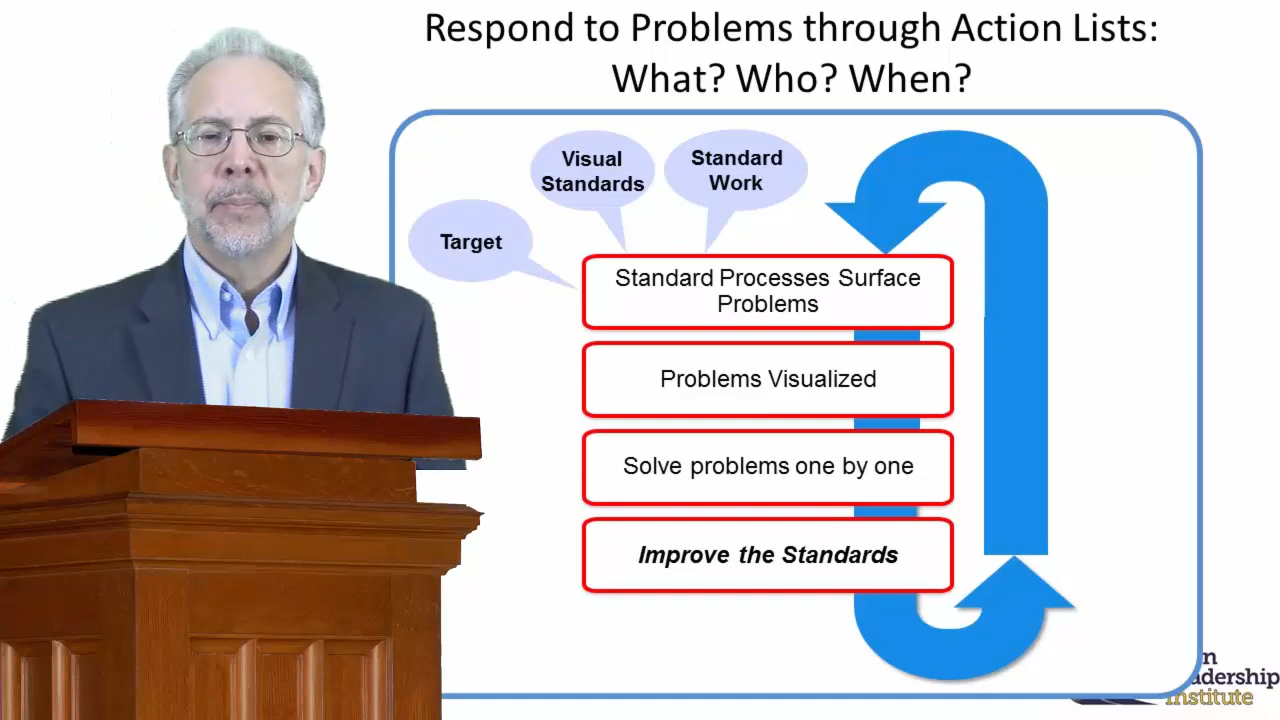 Respond to Problems through Action Lists:
What? Who? When?
Visual
Standards
Standard
Work
Target
Standard Processes Surface
Problems
Problems Visualized
Solve problems one by one
Improve the Standards
Institute